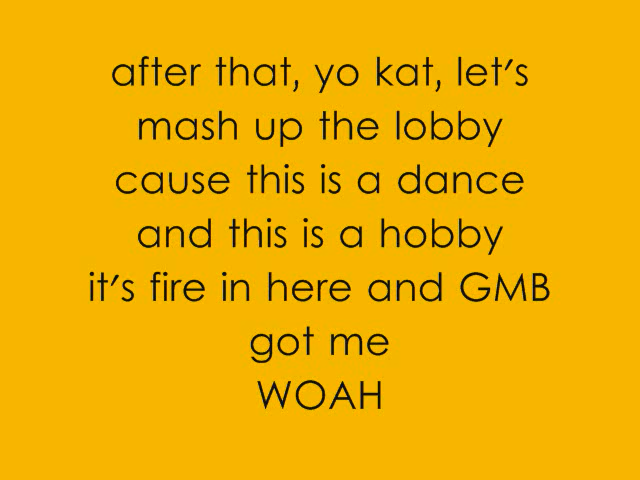 after that, yo kat, let's
mash up the lobby
cause this is a dance
and this is a hobby
it's fire in here and GMB
got me
WOAH